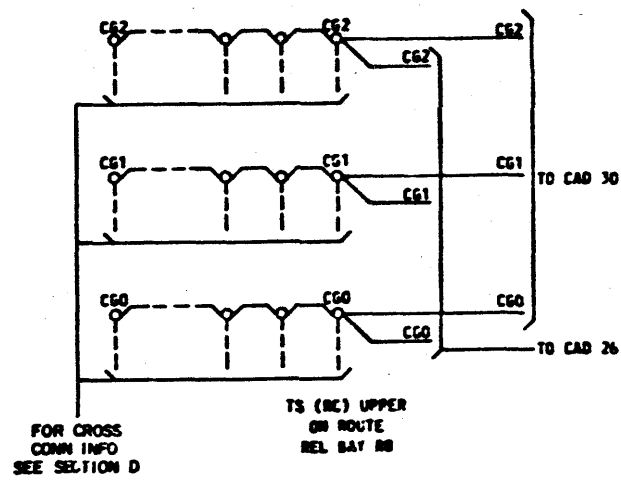 CG2 CG2 CG2
CG2
CG1 CG1 CG1
TO CAD 30
CG1
CG0 CG0 CG0
CG0
TO CAD 26
TS (RC) UPPER
ON ROUTE
REL BAY RB
FOR CROSS
CONN INFO
SEE SECTION D